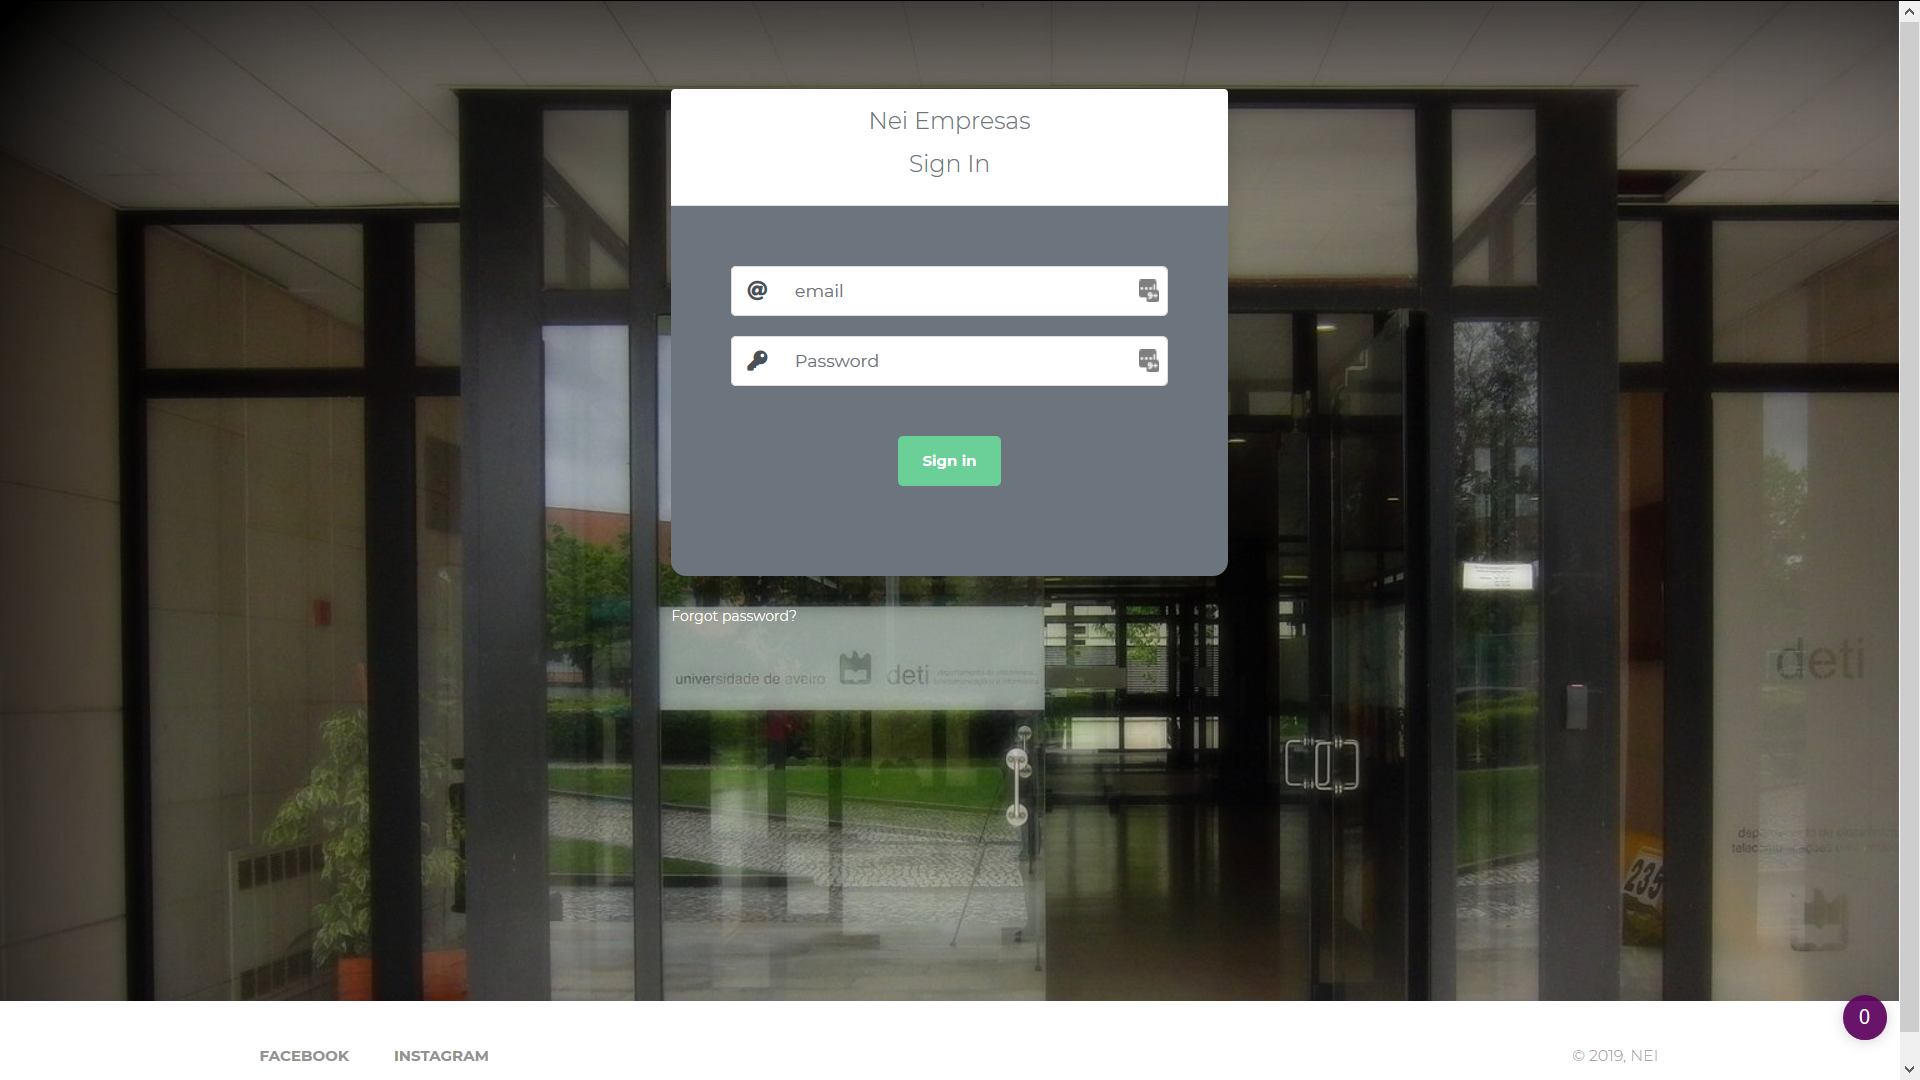 Nei Empresas
Sign In
email
Password
Sign in
Forgot password?
universidade de aveiro deti
deti
235
FACEBOOK INSTAGRAM
© 2019, NEI
0